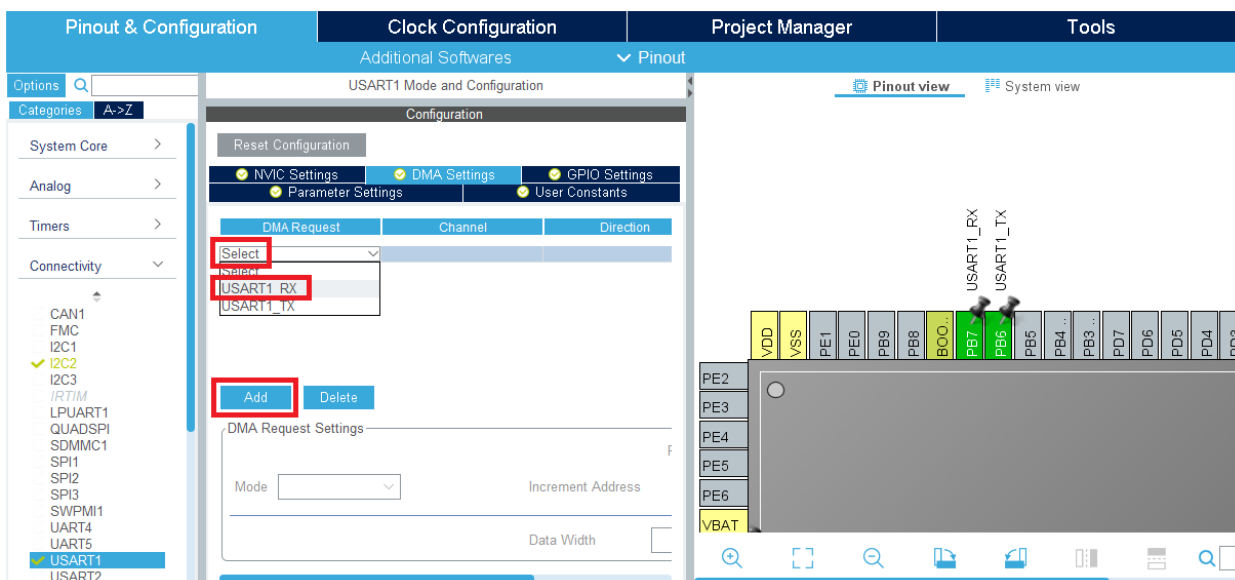 Pinout & Configuration
Clock Configuration
Project Manager
Tools
Additional Softwares
Pinout
Options
Categories
A->Z
System Core
Analog
Timers
Connectivity
CAN1
FMC
I2C1
I2C2
I2C3
IRTIM
LPUART1
QUADSPI
SDMMC1
SPI1
SPI2
SPI3
SWPMI1
UART4
UART5
USART1
USART2
USART1 Mode and Configuration
Configuration
Reset Configuration
NVIC Settings
DMA Settings
GPIO Settings
Parameter Settings
User Constants
DMA Request
Channel
Direction
Select
Select
USART1_RX
USART1_TX
Add
Delete
DMA Request Settings
Mode
Increment Address
Data Width
Pinout view
System view
USART1_RX
USART1_TX
VDD
VSS
PE1
PE0
PB9
PB8
BOO..
PB7
PB6
PB5
PB4 ..
PB3 ..
PD7
PD6
PD5
PD4
PE2
PE3
PE4
PE5
PE6
VBAT